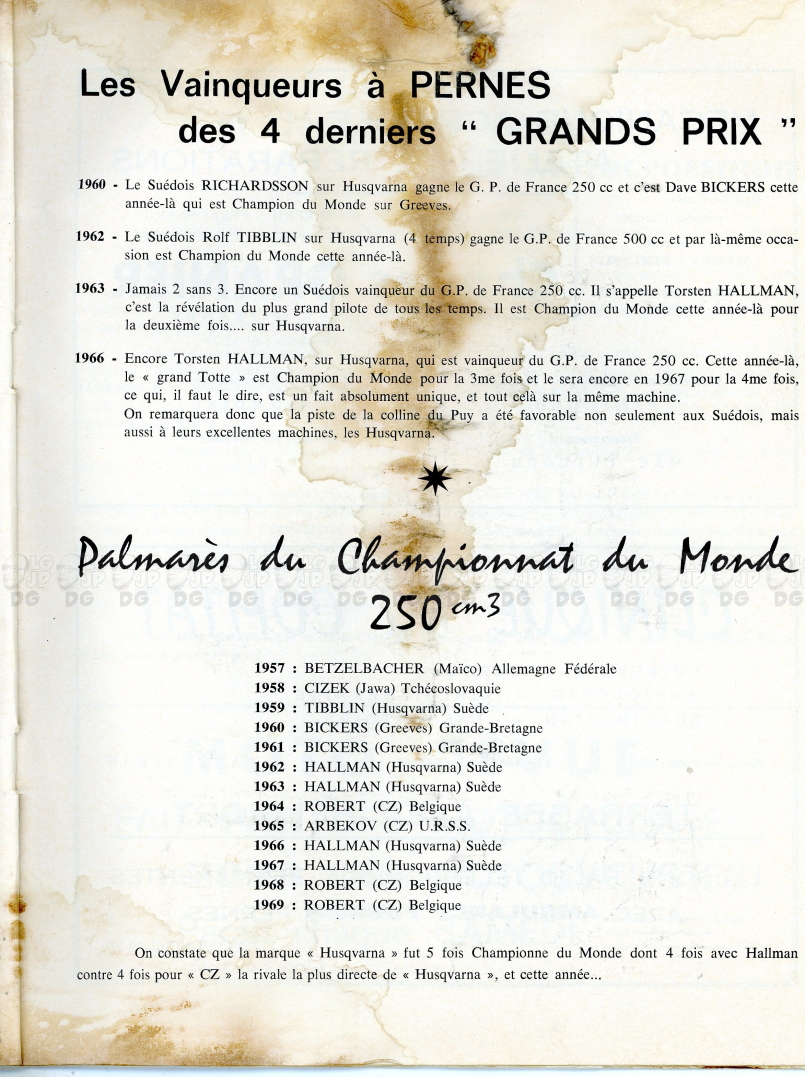 Les Vainqueurs à PERNES
des 4 derniers “ GRANDS PRIX ”
1960 - Le Suédois RICHARDSSON sur Husqvarna gagne le G. P. de France 250 cc et c'est Dave BICKERS cette
année-là qui est Champion du Monde sur Greeves.
1962 - Le Suédois Rolf TIBBLIN sur Husqvarna (4 temps) gagne le G.P. de France 500 cc et par là-même occa-
sion est Champion du Monde cette année-là.
1963 - Jamais 2 sans 3. Encore un Suédois vainqueur du G.P. de France 250 cc. Il s'appelle Torsten HALLMAN,
c'est la révélation du plus grand pilote de tous les temps. Il est Champion du Monde cette année-là pour
la deuxième fois.... sur Husqvarna.
1966 - Encore Torsten HALLMAN, sur Husqvarna, qui est vainqueur du G.P. de France 250 cc. Cette année-là,
le « grand Totte » est Champion du Monde pour la 3me fois et le sera encore en 1967 pour la 4me fois,
ce qui, il faut le dire, est un fait absolument unique, et tout celà sur la même machine.
On remarquera donc que la piste de la colline du Puy a été favorable non seulement aux Suédois, mais
aussi à leurs excellentes machines, les Husqvarna.
Palmarès du Championnat du Monde
250 cm3
1957 : BETZELBACHER (Maïco) Allemagne Fédérale
1958 : CIZEK (Jawa) Tchécoslovaquie
1959 : TIBBLIN (Husqvarna) Suède
1960 : BICKERS (Greeves) Grande-Bretagne
1961 : BICKERS (Greeves) Grande-Bretagne
1962 : HALLMAN (Husqvarna) Suède
1963 : HALLMAN (Husqvarna) Suède
1964 : ROBERT (CZ) Belgique
1965 : ARBEKOV (CZ) U.R.S.S.
1966 : HALLMAN (Husqvarna) Suède
1967 : HALLMAN (Husqvarna) Suède
1968 : ROBERT (CZ) Belgique
1969 : ROBERT (CZ) Belgique
On constate que la marque « Husqvarna » fut 5 fois Championne du Monde dont 4 fois avec Hallman
contre 4 fois pour « CZ » la rivale la plus directe de « Husqvarna », et cette année...